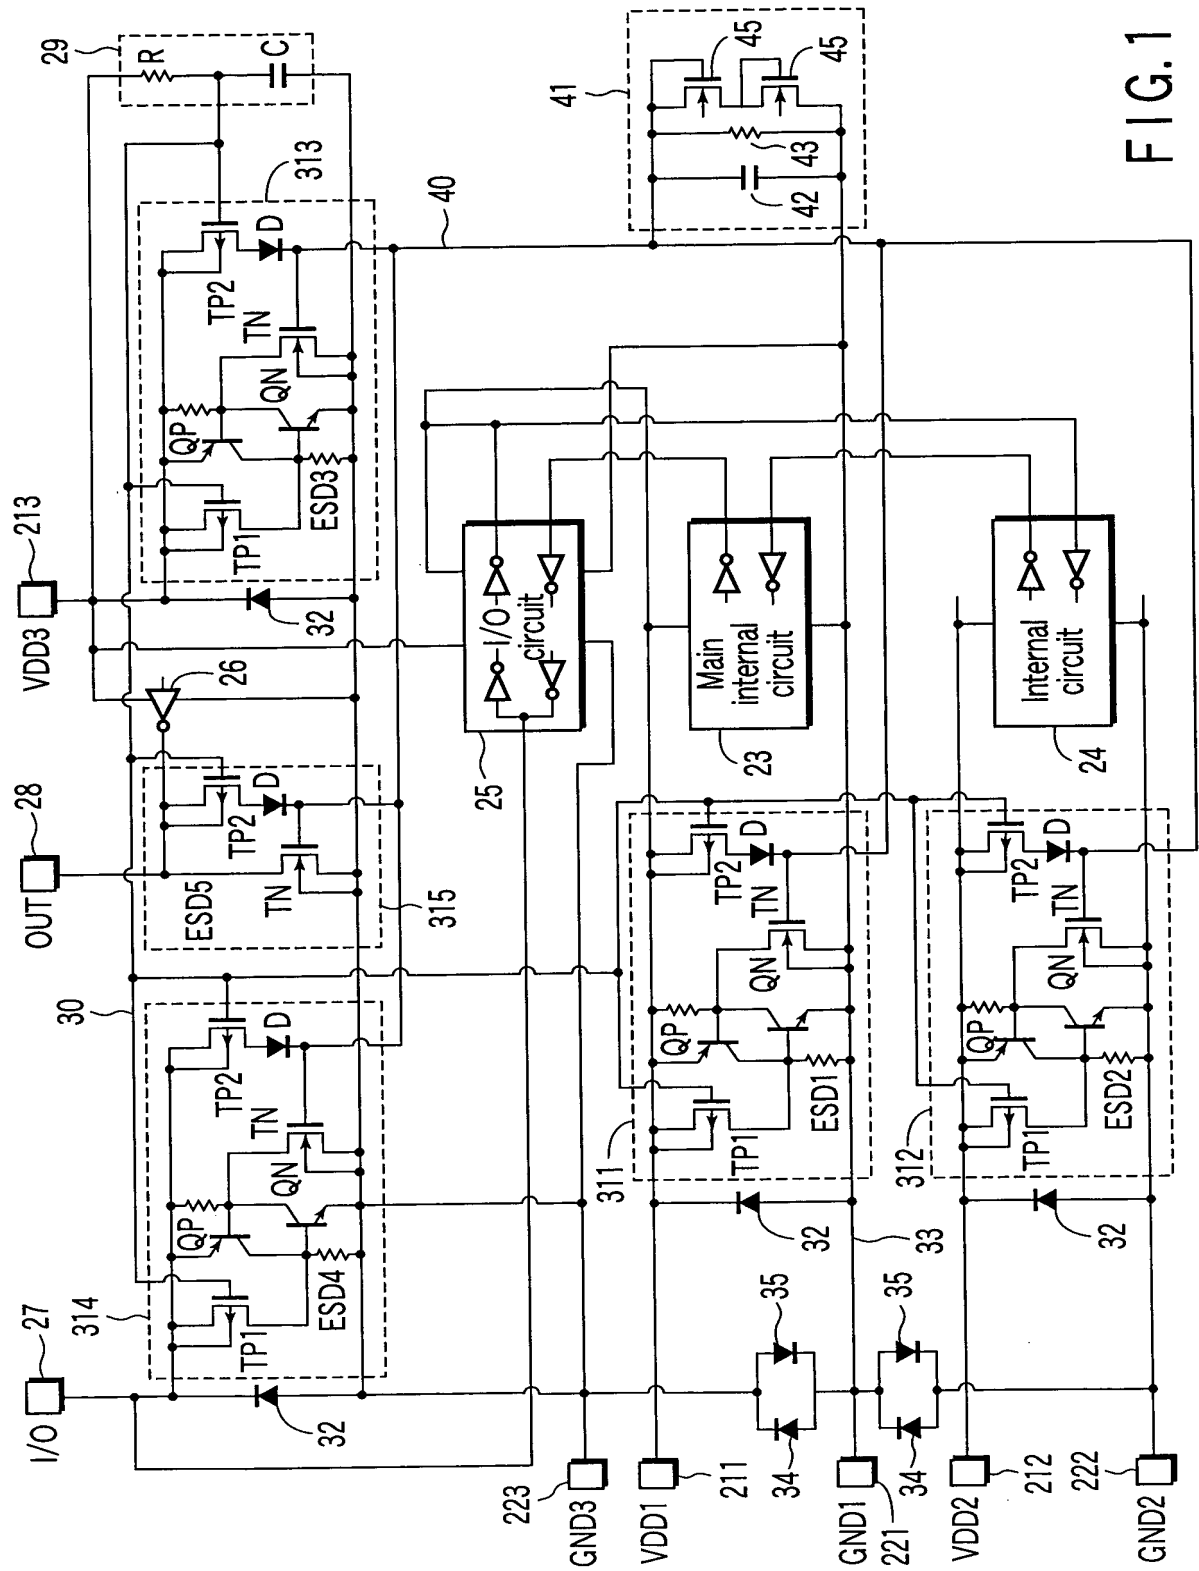 FIG.1
I/O
27
OUT
28
VDD3
213
29
R
C
314
30
26
313
TP1
QP
QN
TN
TP2
D
ESD4
32
ESD5
TN
TP2
D
315
32
TP1
QP
QN
TN
TP2
D
ESD3
40
41
45
45
43
42
25
I/O
circuit
23
Main
internal
circuit
24
Internal
circuit
223
GND3
VDD1
211
311
TP1
QP
QN
TN
TP2
D
ESD1
32
33
35
34
GND1
221
35
34
VDD2
212
312
TP1
QP
QN
TN
TP2
D
ESD2
32
GND2
222